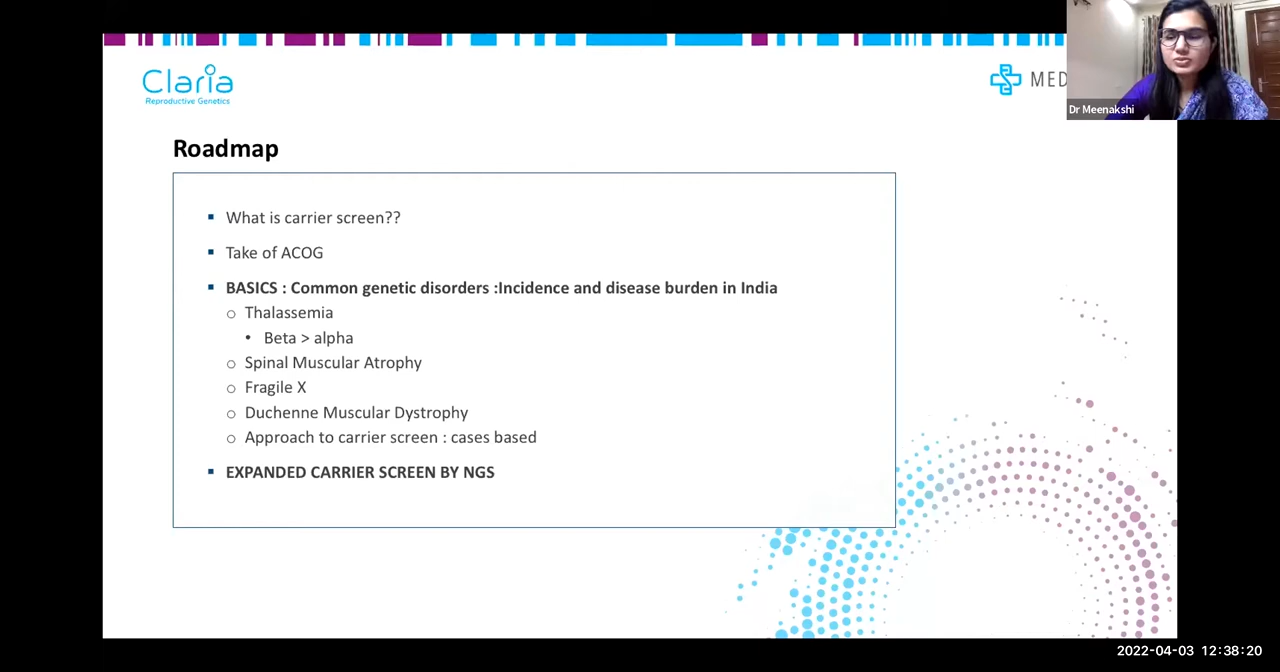 Claria
Reproductive Genetics
MED
Dr Meenakshi
Roadmap
▪ What is carrier screen??
▪ Take of ACOG
▪ BASICS : Common genetic disorders :Incidence and disease burden in India
o Thalassemia
• Beta > alpha
o Spinal Muscular Atrophy
o Fragile X
o Duchenne Muscular Dystrophy
o Approach to carrier screen : cases based
▪ EXPANDED CARRIER SCREEN BY NGS
2022-04-03 12:38:20